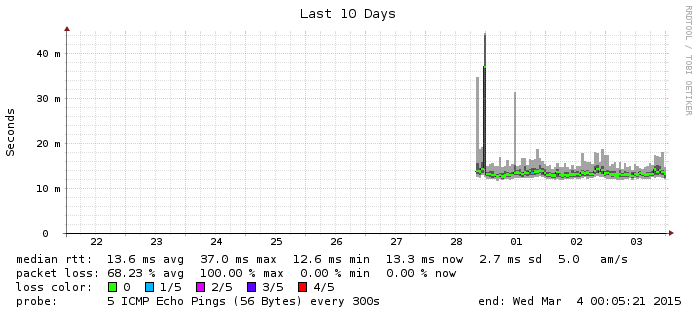 Last 10 Days
RRDTOOL / TOBI OETIKER
Seconds
40 m
30 m
20 m
10 m
0
22 23 24 25 26 27 28 01 02 03
median rtt: 13.6 ms avg 37.0 ms max 12.6 ms min 13.3 ms now 2.7 ms sd 5.0 am/s
packet loss: 68.23 % avg 100.00 % max 0.00 % min 0.00 % now
loss color: 0 1/5 2/5 3/5 4/5
probe: 5 ICMP Echo Pings (56 Bytes) every 300s end: Wed Mar 4 00:05:21 2015